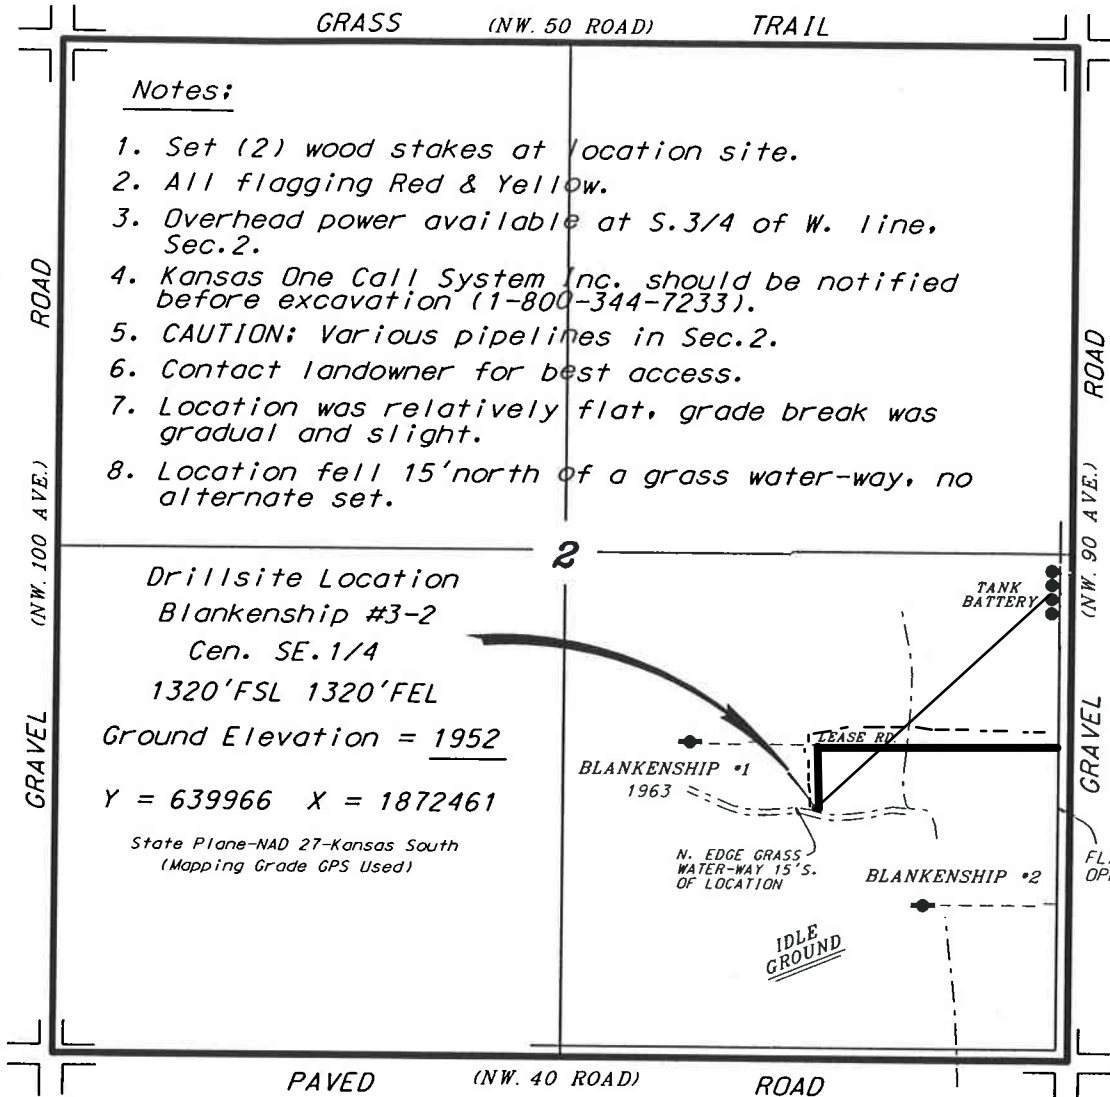 GRASS (NW. 50 ROAD) TRAIL
Notes:
1. Set (2) wood stakes at location site.
2. All flagging Red & Yellow.
3. Overhead power available at S.3/4 of W. line,
Sec.2.
4. Kansas One Call System Inc. should be notified
before excavation (1-800-344-7233).
5. CAUTION: Various pipelines in Sec.2.
6. Contact landowner for best access.
7. Location was relatively flat, grade break was
gradual and slight.
8. Location fell 15'north of a grass water-way, no
alternate set.
GRAVEL (NW. 100 AVE.) ROAD
GRAVEL (NW. 90 AVE.) ROAD
2
Drillsite Location
Blankenship #3-2
Cen. SE.1/4
1320'FSL 1320'FEL
Ground Elevation = 1952
Y = 639966 X = 1872461
State Plane-NAD 27-Kansas South
(Mapping Grade GPS Used)
TANK
BATTERY
LEASE RD
BLANKENSHIP #1
1963
N. EDGE GRASS
WATER-WAY 15'S.
OF LOCATION
BLANKENSHIP #2
IDLE
GROUND
PAVED (NW. 40 ROAD) ROAD